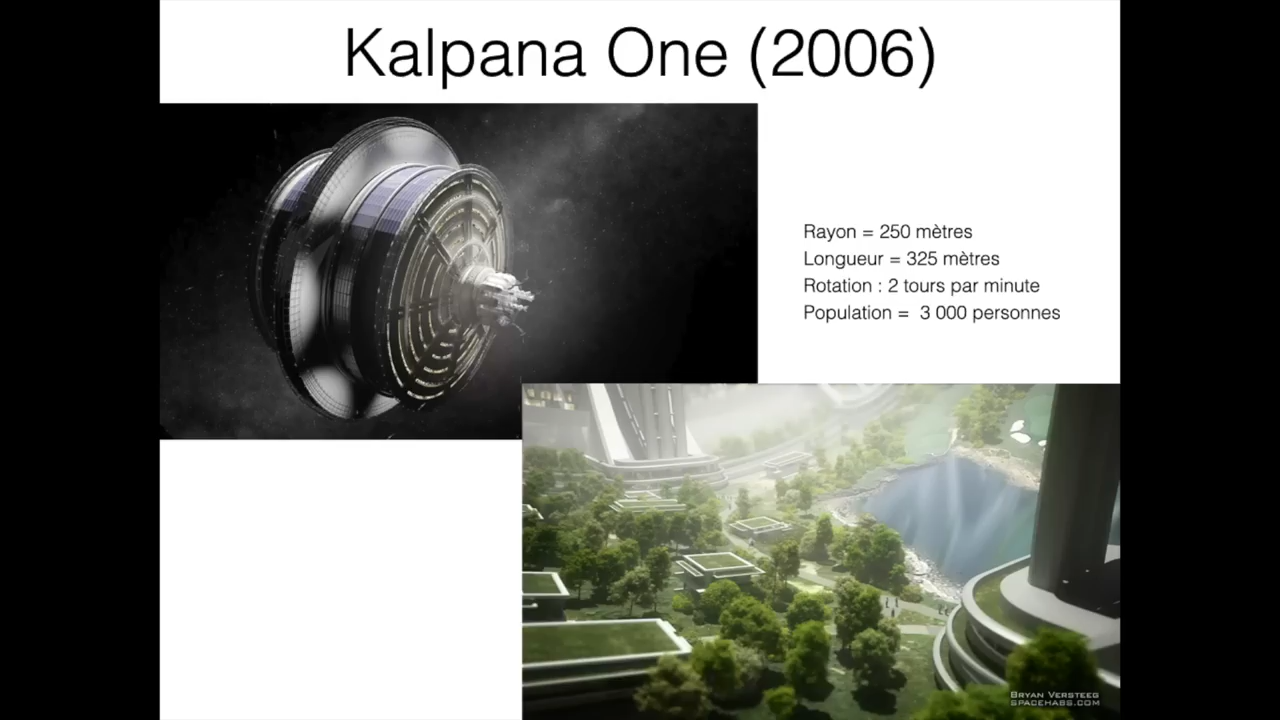 Kalpana One (2006)
Rayon = 250 mètres
Longueur = 325 mètres
Rotation : 2 tours par minute
Population = 3 000 personnes
BRYAN VERSTEEG
SPACEHABS.COM